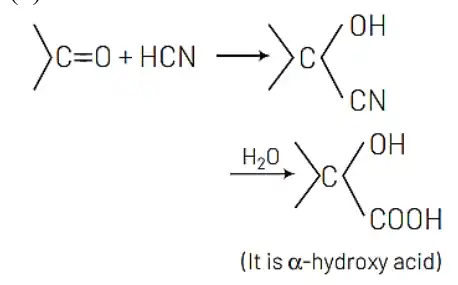 C=O + HCN → C OH CN
H₂O → C OH COOH
(It is α-hydroxy acid)